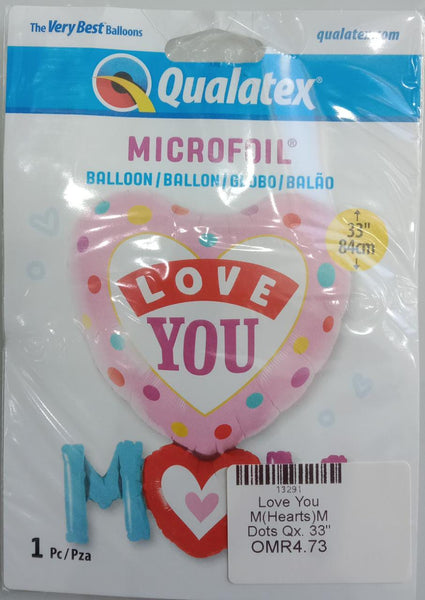 The Very Best Balloons
qualatex.com
Qualatex®
MICROFOIL®
BALLOON/BALLON/GLOBO/BALÃO
33"
84cm
LOVE
YOU
M
13291
Love You
M(Hearts)M
Dots Qx. 33"
OMR4.73
1 Pc/Pza